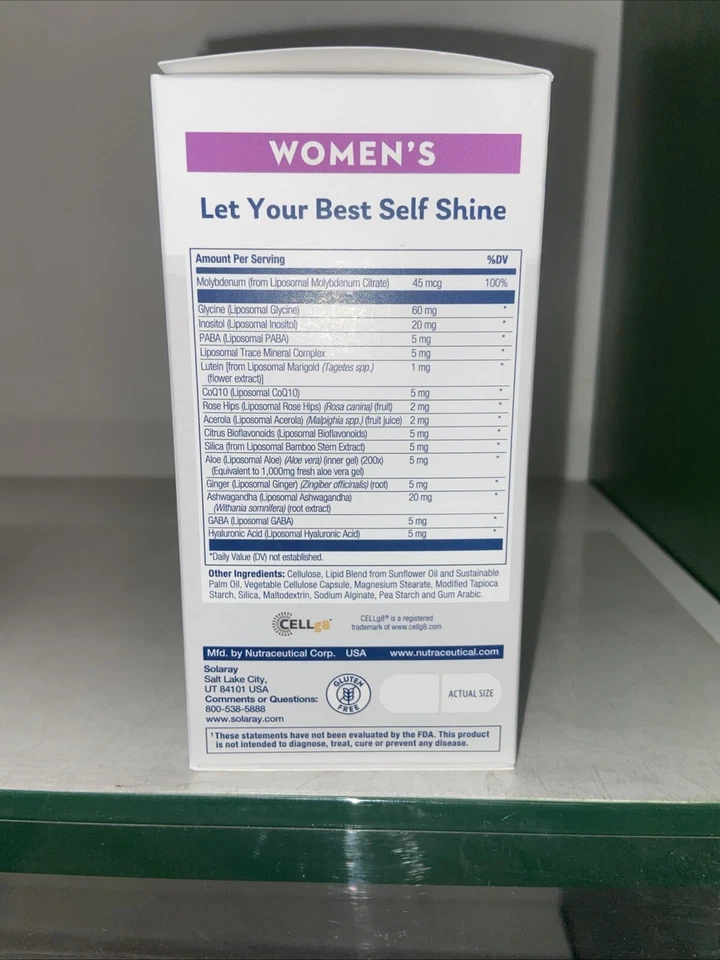 WOMEN'S
Let Your Best Self Shine
Amount Per Serving %DV
Molybdenum (from Liposomal Molybdenum Citrate) 45 mcg 100%
Glycine (Liposomal Glycine) 60 mg *
Inositol (Liposomal Inositol) 20 mg *
PABA (Liposomal PABA) 5 mg *
Liposomal Trace Mineral Complex 5 mg *
Lutein [from Liposomal Marigold (Tagetes spp.) 1 mg *
(flower extract)]
CoQ10 (Liposomal CoQ10) 5 mg *
Rose Hips (Liposomal Rose Hips) (Rosa canina) (fruit) 2 mg *
Acerola (Liposomal Acerola) (Malpighia spp.) (fruit juice) 2 mg *
Citrus Bioflavonoids (Liposomal Bioflavonoids) 5 mg *
Silica (from Liposomal Bamboo Stem Extract) 5 mg *
Aloe (Liposomal Aloe) (Aloe vera) (inner gel) (200x) 5 mg *
(Equivalent to 1,000mg fresh aloe vera gel)
Ginger (Liposomal Ginger) (Zingiber officinalis) (root) 5 mg *
Ashwagandha (Liposomal Ashwagandha) 20 mg *
(Withania somnifera) (root extract)
GABA (Liposomal GABA) 5 mg *
Hyaluronic Acid (Liposomal Hyaluronic Acid) 5 mg *
*Daily Value (DV) not established.
Other Ingredients: Cellulose, Lipid Blend from Sunflower Oil and Sustainable
Palm Oil, Vegetable Cellulose Capsule, Magnesium Stearate, Modified Tapioca
Starch, Silica, Maltodextrin, Sodium Alginate, Pea Starch and Gum Arabic.
CELLg8®
CELLg8® is a registered
trademark of www.cellg8.com
Mfd. by Nutraceutical Corp. USA www.nutraceutical.com
Solaray
Salt Lake City,
UT 84101 USA
Comments or Questions:
800-538-5888
www.solaray.com
GLUTEN
FREE
ACTUAL SIZE
†These statements have not been evaluated by the FDA. This product
is not intended to diagnose, treat, cure or prevent any disease.